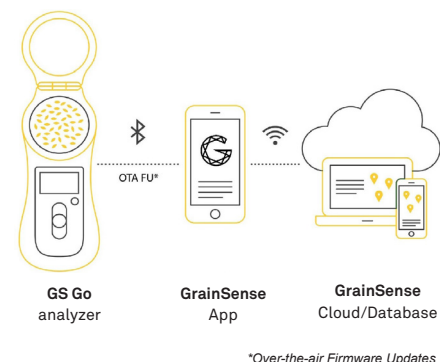 G
OTA FU*
GS Go
analyzer
GrainSense
App
GrainSense
Cloud/Database
*Over-the-air Firmware Updates